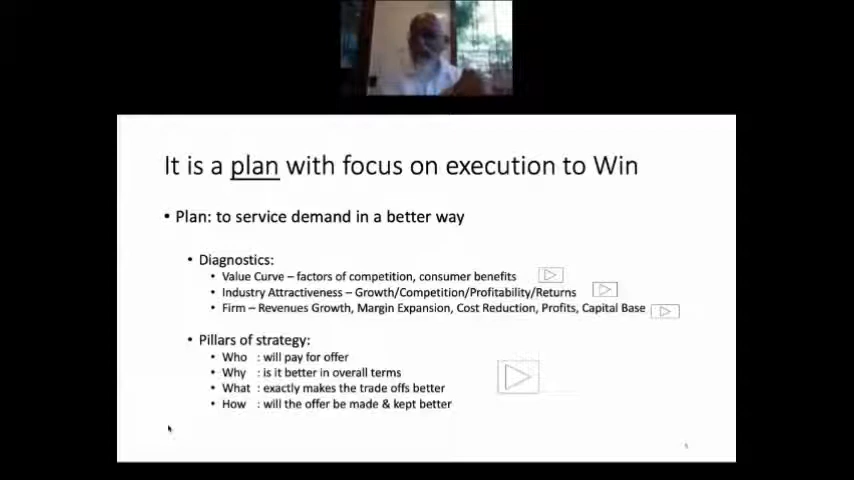 It is a plan with focus on execution to Win
• Plan: to service demand in a better way
• Diagnostics:
• Value Curve – factors of competition, consumer benefits
• Industry Attractiveness – Growth/Competition/Profitability/Returns
• Firm – Revenues Growth, Margin Expansion, Cost Reduction, Profits, Capital Base
• Pillars of strategy:
• Who : will pay for offer
• Why : is it better in overall terms
• What : exactly makes the trade offs better
• How : will the offer be made & kept better